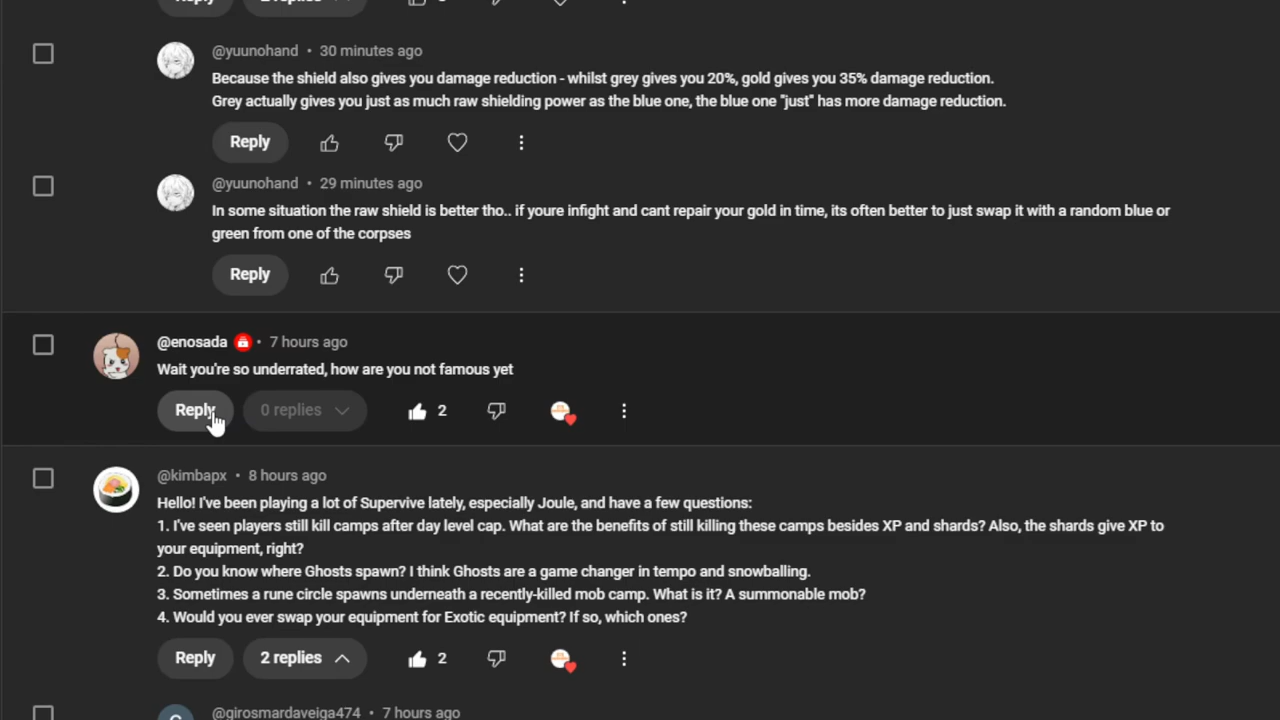 @yuunohand • 30 minutes ago
Because the shield also gives you damage reduction - whilst grey gives you 20%, gold gives you 35% damage reduction.
Grey actually gives you just as much raw shielding power as the blue one, the blue one "just" has more damage reduction.
Reply
@yuunohand • 29 minutes ago
In some situation the raw shield is better tho.. if youre infight and cant repair your gold in time, its often better to just swap it with a random blue or
green from one of the corpses
Reply
@enosada • 7 hours ago
Wait you're so underrated, how are you not famous yet
Reply 0 replies 2
@kimbapx • 8 hours ago
Hello! I've been playing a lot of Supervive lately, especially Joule, and have a few questions:
1. I've seen players still kill camps after day level cap. What are the benefits of still killing these camps besides XP and shards? Also, the shards give XP to
your equipment, right?
2. Do you know where Ghosts spawn? I think Ghosts are a game changer in tempo and snowballing.
3. Sometimes a rune circle spawns underneath a recently-killed mob camp. What is it? A summonable mob?
4. Would you ever swap your equipment for Exotic equipment? If so, which ones?
Reply 2 replies 2
@girosmardaveiga474 • 7 hours ago